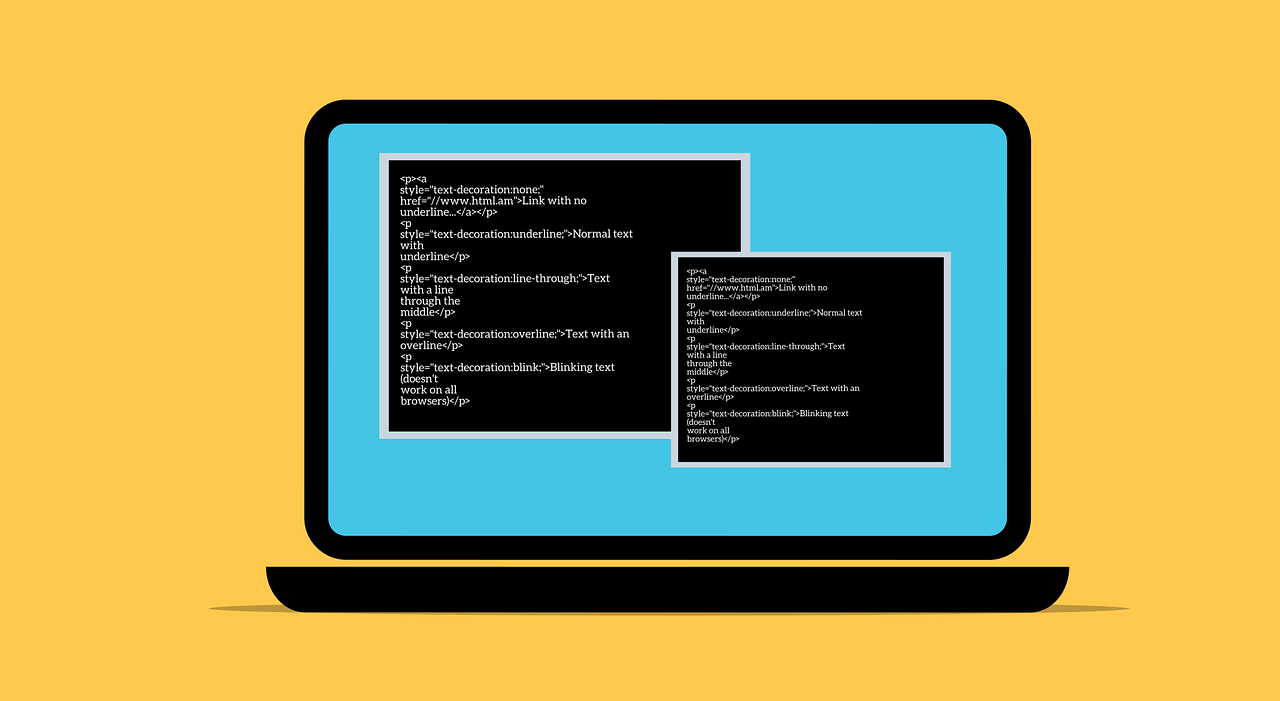 <p><a
style="text-decoration:none;"
href="//www.html.am">Link with no
underline...</a></p>
<p
style="text-decoration:underline;">Normal text
with
underline</p>
<p
style="text-decoration:line-through;">Text
with a line
through the
middle</p>
<p
style="text-decoration:overline;">Text with an
overline</p>
<p
style="text-decoration:blink;">Blinking text
(doesn't
work on all
browsers)</p>
<p><a
style="text-decoration:none;"
href="//www.html.am">Link with no
underline...</a></p>
<p
style="text-decoration:underline;">Normal text
with
underline</p>
<p
style="text-decoration:line-through;">Text
with a line
through the
middle</p>
<p
style="text-decoration:overline;">Text with an
overline</p>
<p
style="text-decoration:blink;">Blinking text
(doesn't
work on all
browsers)</p>